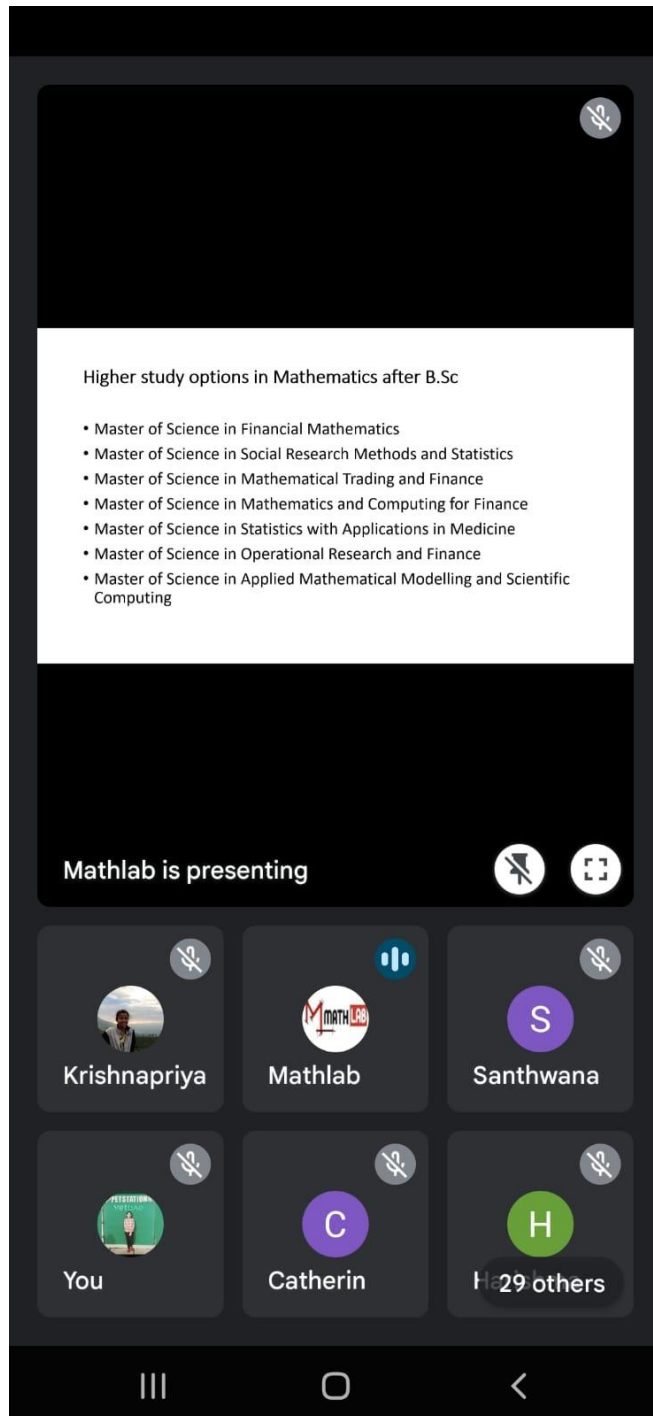 Higher study options in Mathematics after B.Sc
• Master of Science in Financial Mathematics
• Master of Science in Social Research Methods and Statistics
• Master of Science in Mathematical Trading and Finance
• Master of Science in Mathematics and Computing for Finance
• Master of Science in Statistics with Applications in Medicine
• Master of Science in Operational Research and Finance
• Master of Science in Applied Mathematical Modelling and Scientific
Computing
Mathlab is presenting
MATH LAB
S
Krishnapriya
Mathlab
Santhwana
PETSTATION
C
H
You
Catherin
29 others